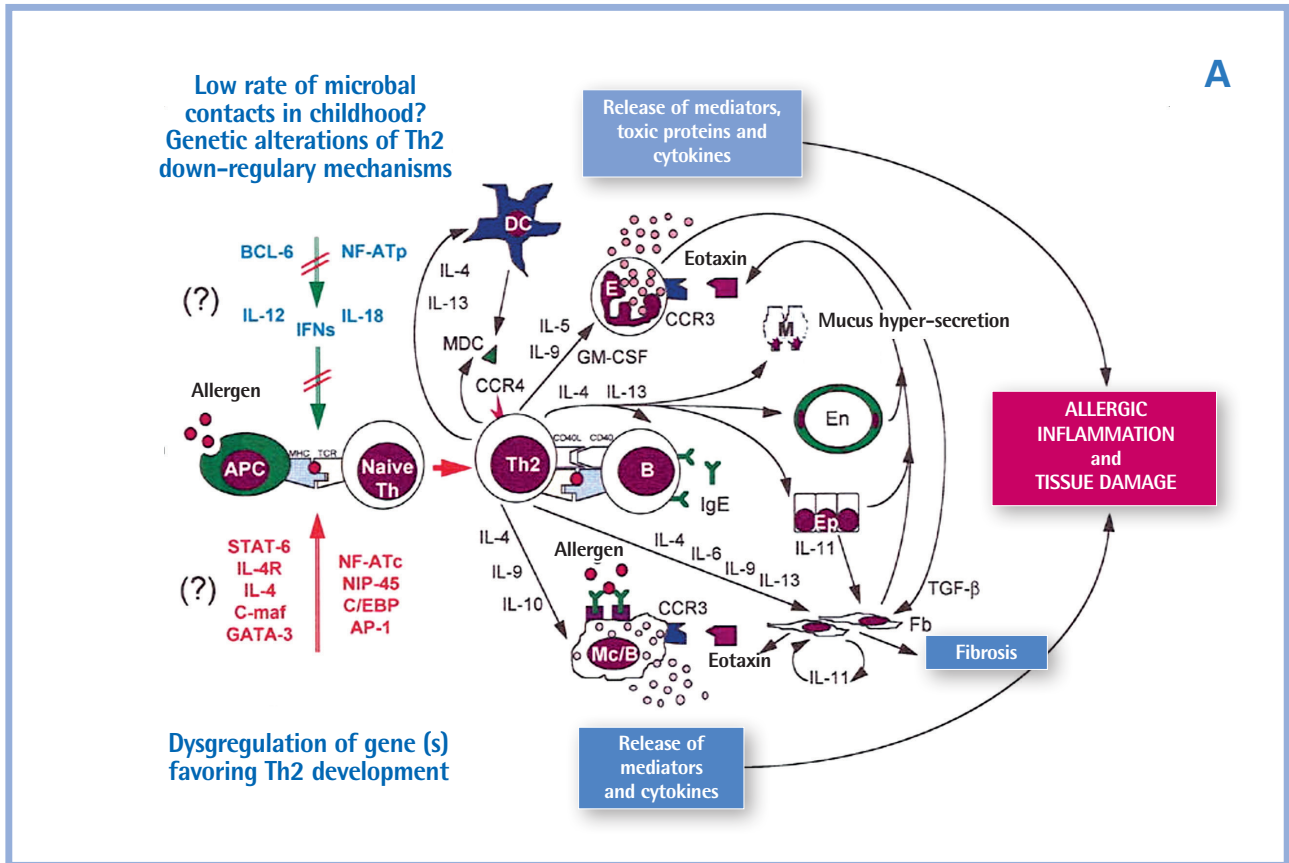 A
Low rate of microbal
contacts in childhood?
Genetic alterations of Th2
down-regulary mechanisms
Release of mediators,
toxic proteins and
cytokines
DC
BCL-6
NF-ATp
(?)
IL-12
IFNs
IL-18
IL-4
IL-13
MDC
CCR4
E
Eotaxin
CCR3
IL-5
IL-9
GM-CSF
M
Mucus hyper-secretion
IL-4
IL-13
En
Allergen
APC
MHC
TCR
Naive
Th
Th2
CD40L
CD40
B
IgE
Ep
IL-11
ALLERGIC
INFLAMMATION
and
TISSUE DAMAGE
(?)
STAT-6
IL-4R
IL-4
C-maf
GATA-3
NF-ATc
NIP-45
C/EBP
AP-1
IL-4
IL-9
IL-10
Allergen
Mc/B
CCR3
Eotaxin
IL-4
IL-6
IL-9
IL-13
TGF-β
Fb
IL-11
Fibrosis
Dysgregulation of gene (s)
favoring Th2 development
Release of
mediators
and cytokines